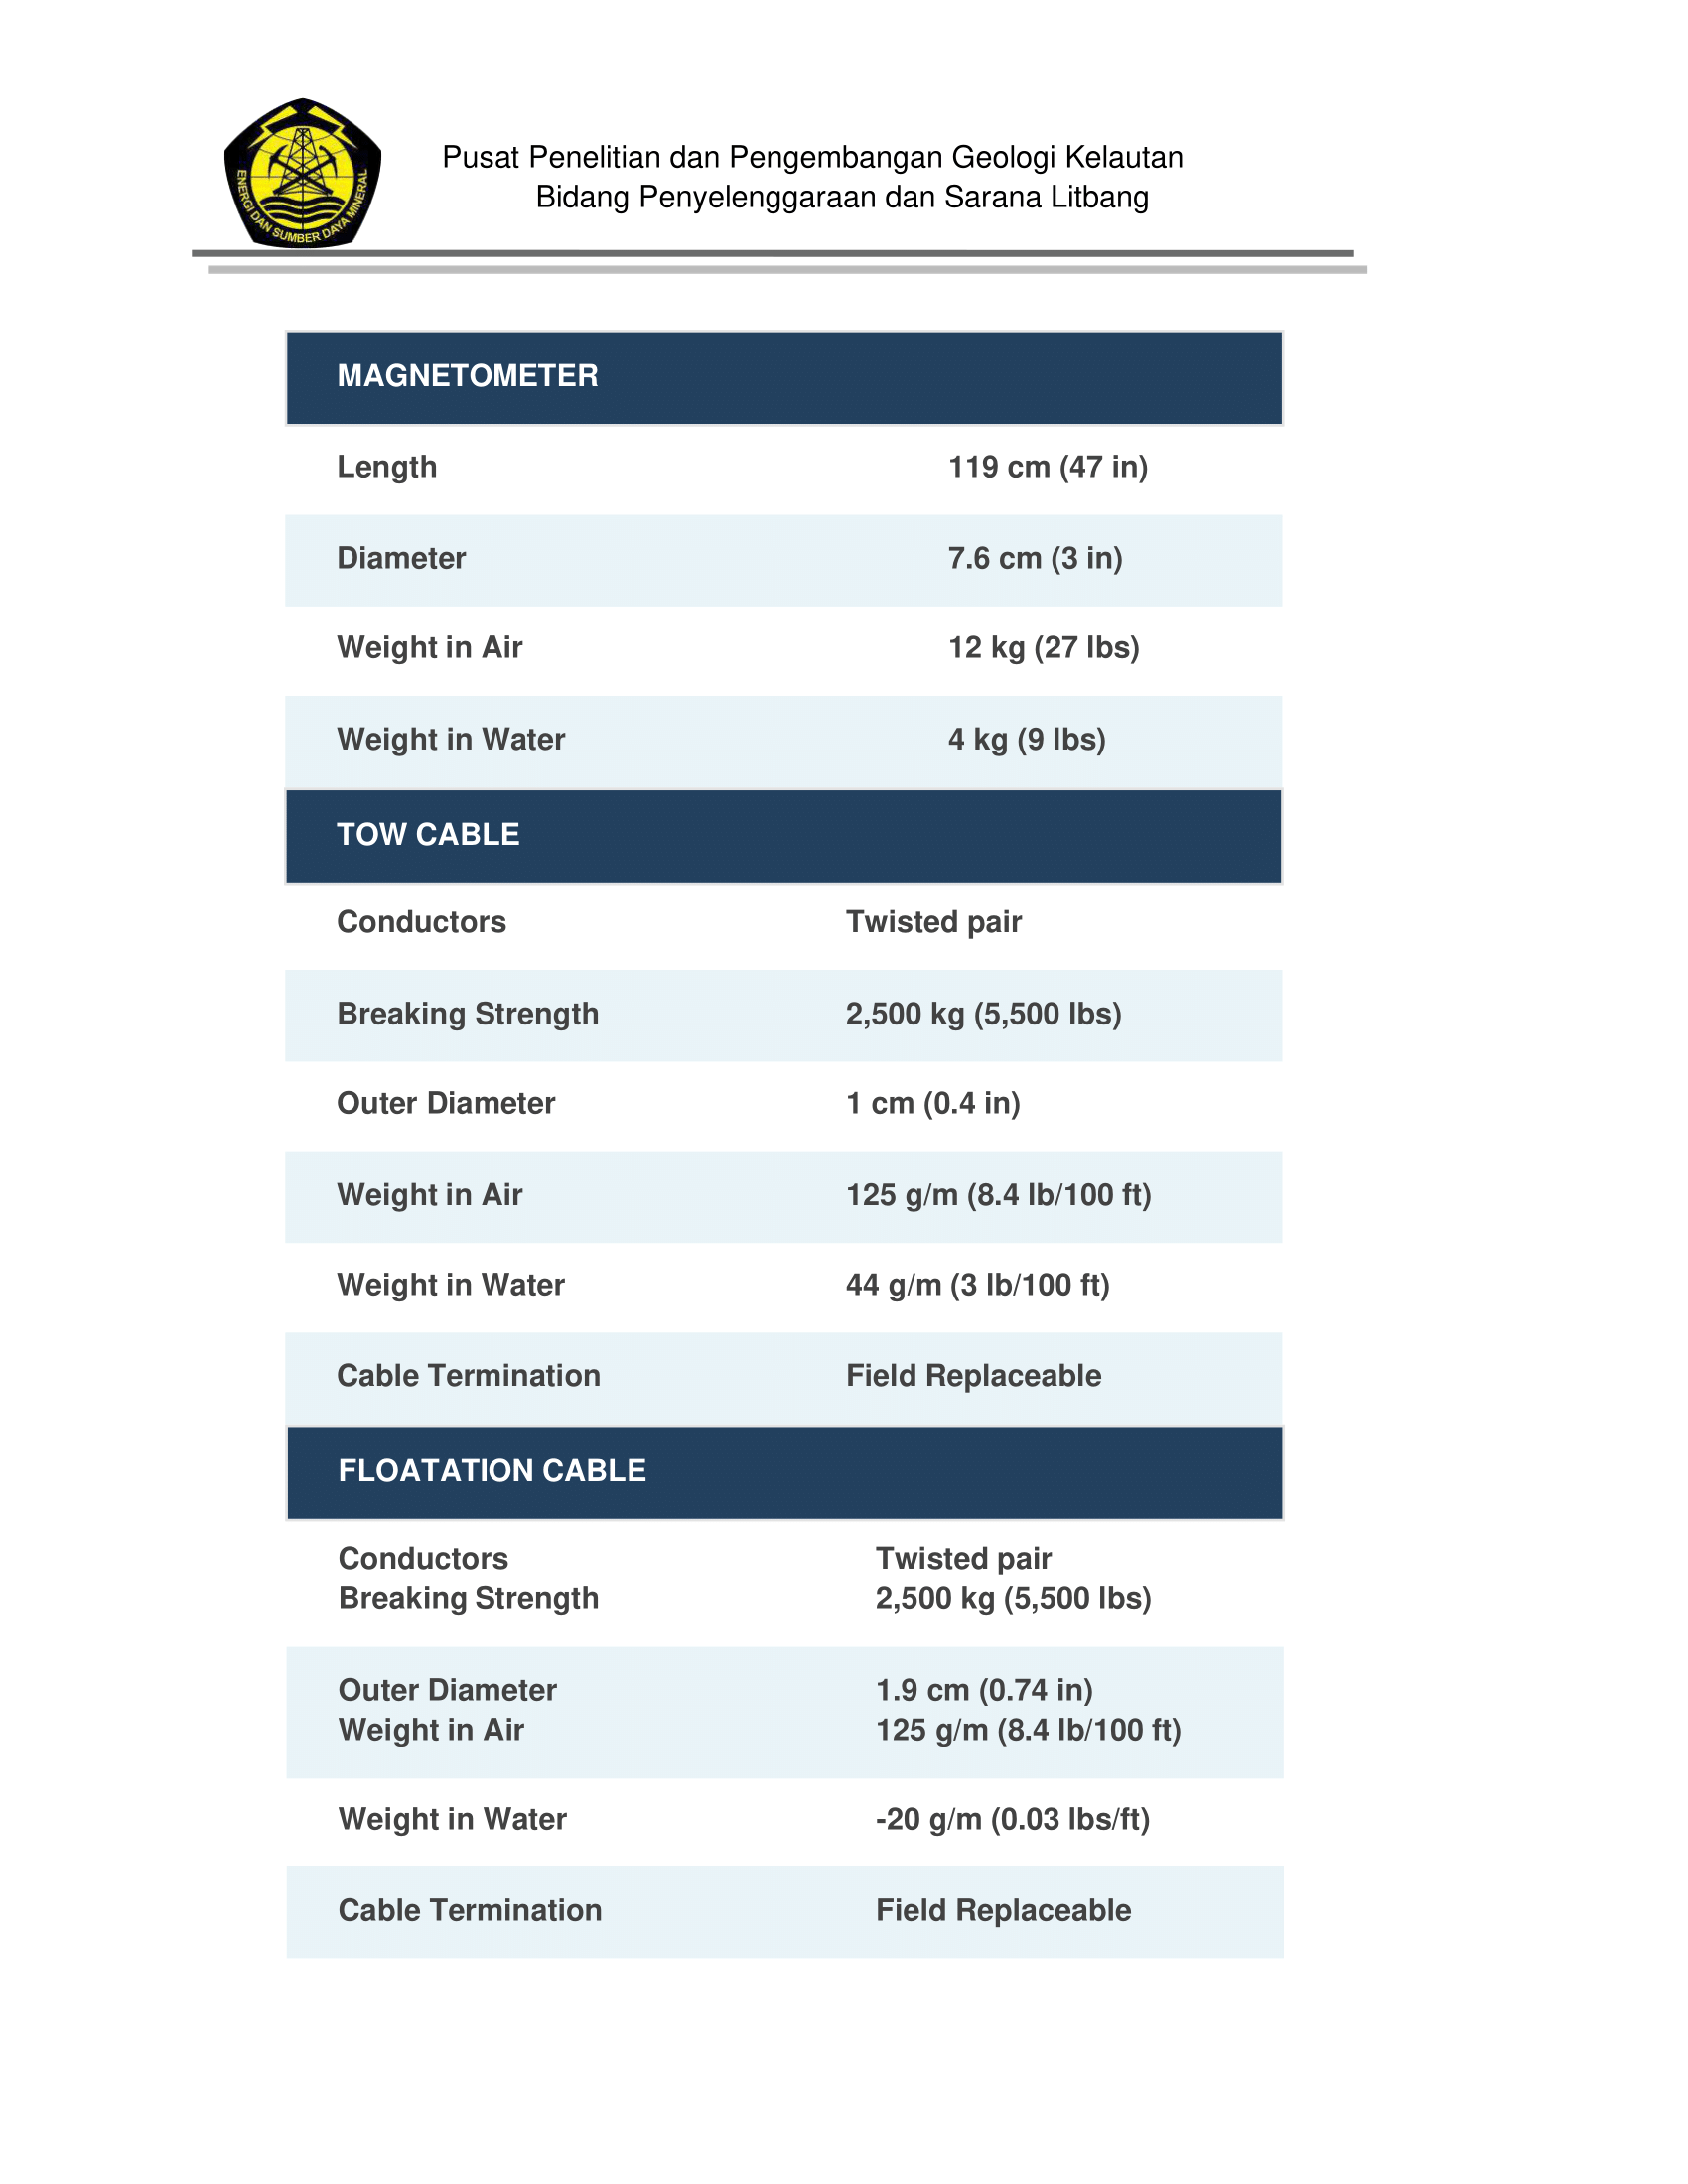 ENERGI DAN SUMBER DAYA MINERAL
Pusat Penelitian dan Pengembangan Geologi Kelautan
Bidang Penyelenggaraan dan Sarana Litbang
MAGNETOMETER
Length 119 cm (47 in)
Diameter 7.6 cm (3 in)
Weight in Air 12 kg (27 lbs)
Weight in Water 4 kg (9 lbs)
TOW CABLE
Conductors Twisted pair
Breaking Strength 2,500 kg (5,500 lbs)
Outer Diameter 1 cm (0.4 in)
Weight in Air 125 g/m (8.4 lb/100 ft)
Weight in Water 44 g/m (3 lb/100 ft)
Cable Termination Field Replaceable
FLOATATION CABLE
Conductors Twisted pair
Breaking Strength 2,500 kg (5,500 lbs)
Outer Diameter 1.9 cm (0.74 in)
Weight in Air 125 g/m (8.4 lb/100 ft)
Weight in Water -20 g/m (0.03 lbs/ft)
Cable Termination Field Replaceable